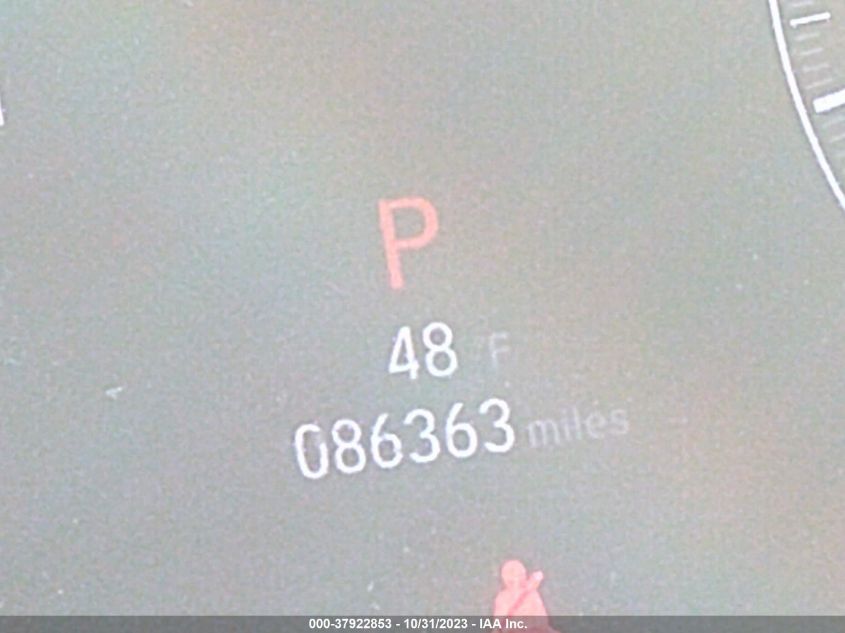 P
48 F
086363 miles
000-37922853 - 10/31/2023 - IAA Inc.